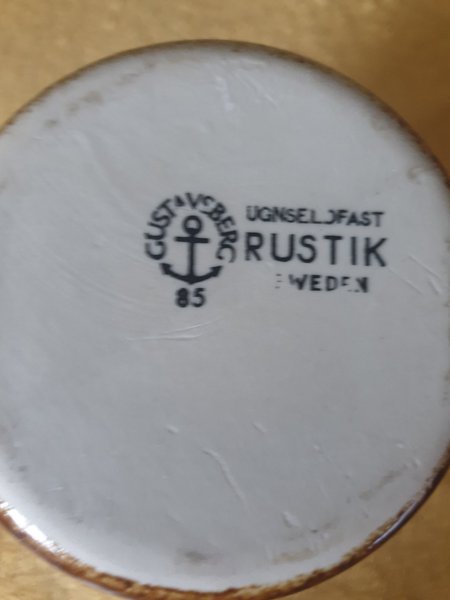 GUSTAVSBERG
85
UGNSELDFAST
RUSTIK
SWEDEN